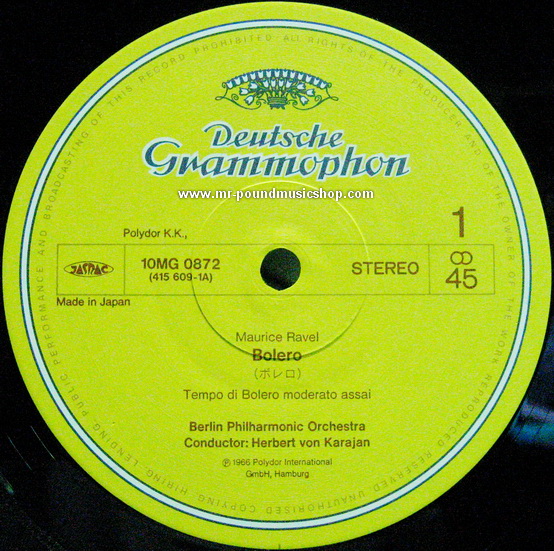 Deutsche
Grammophon
www.mr-poundmusicshop.com
Polydor K.K.,
1
JASRAC
10MG 0872
(415 609-1A)
STEREO
45
Made in Japan
Maurice Ravel
Bolero
(ボレロ)
Tempo di Bolero moderato assai
Berlin Philharmonic Orchestra
Conductor: Herbert von Karajan
℗ 1966 Polydor International
GmbH, Hamburg
ALL RIGHTS OF THE PRODUCER AND OF THE OWNER OF THE WORK REPRODUCED RESERVED UNAUTHORISED COPYING HIRING LENDING PUBLIC PERFORMANCE AND BROADCASTING OF THIS RECORD PROHIBITED